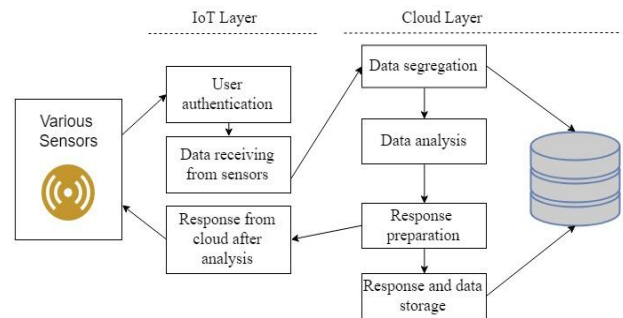 IoT Layer
Cloud Layer
Various
Sensors
User
authentication
Data receiving
from sensors
Response from
cloud after
analysis
Data segregation
Data analysis
Response
preparation
Response and data
storage